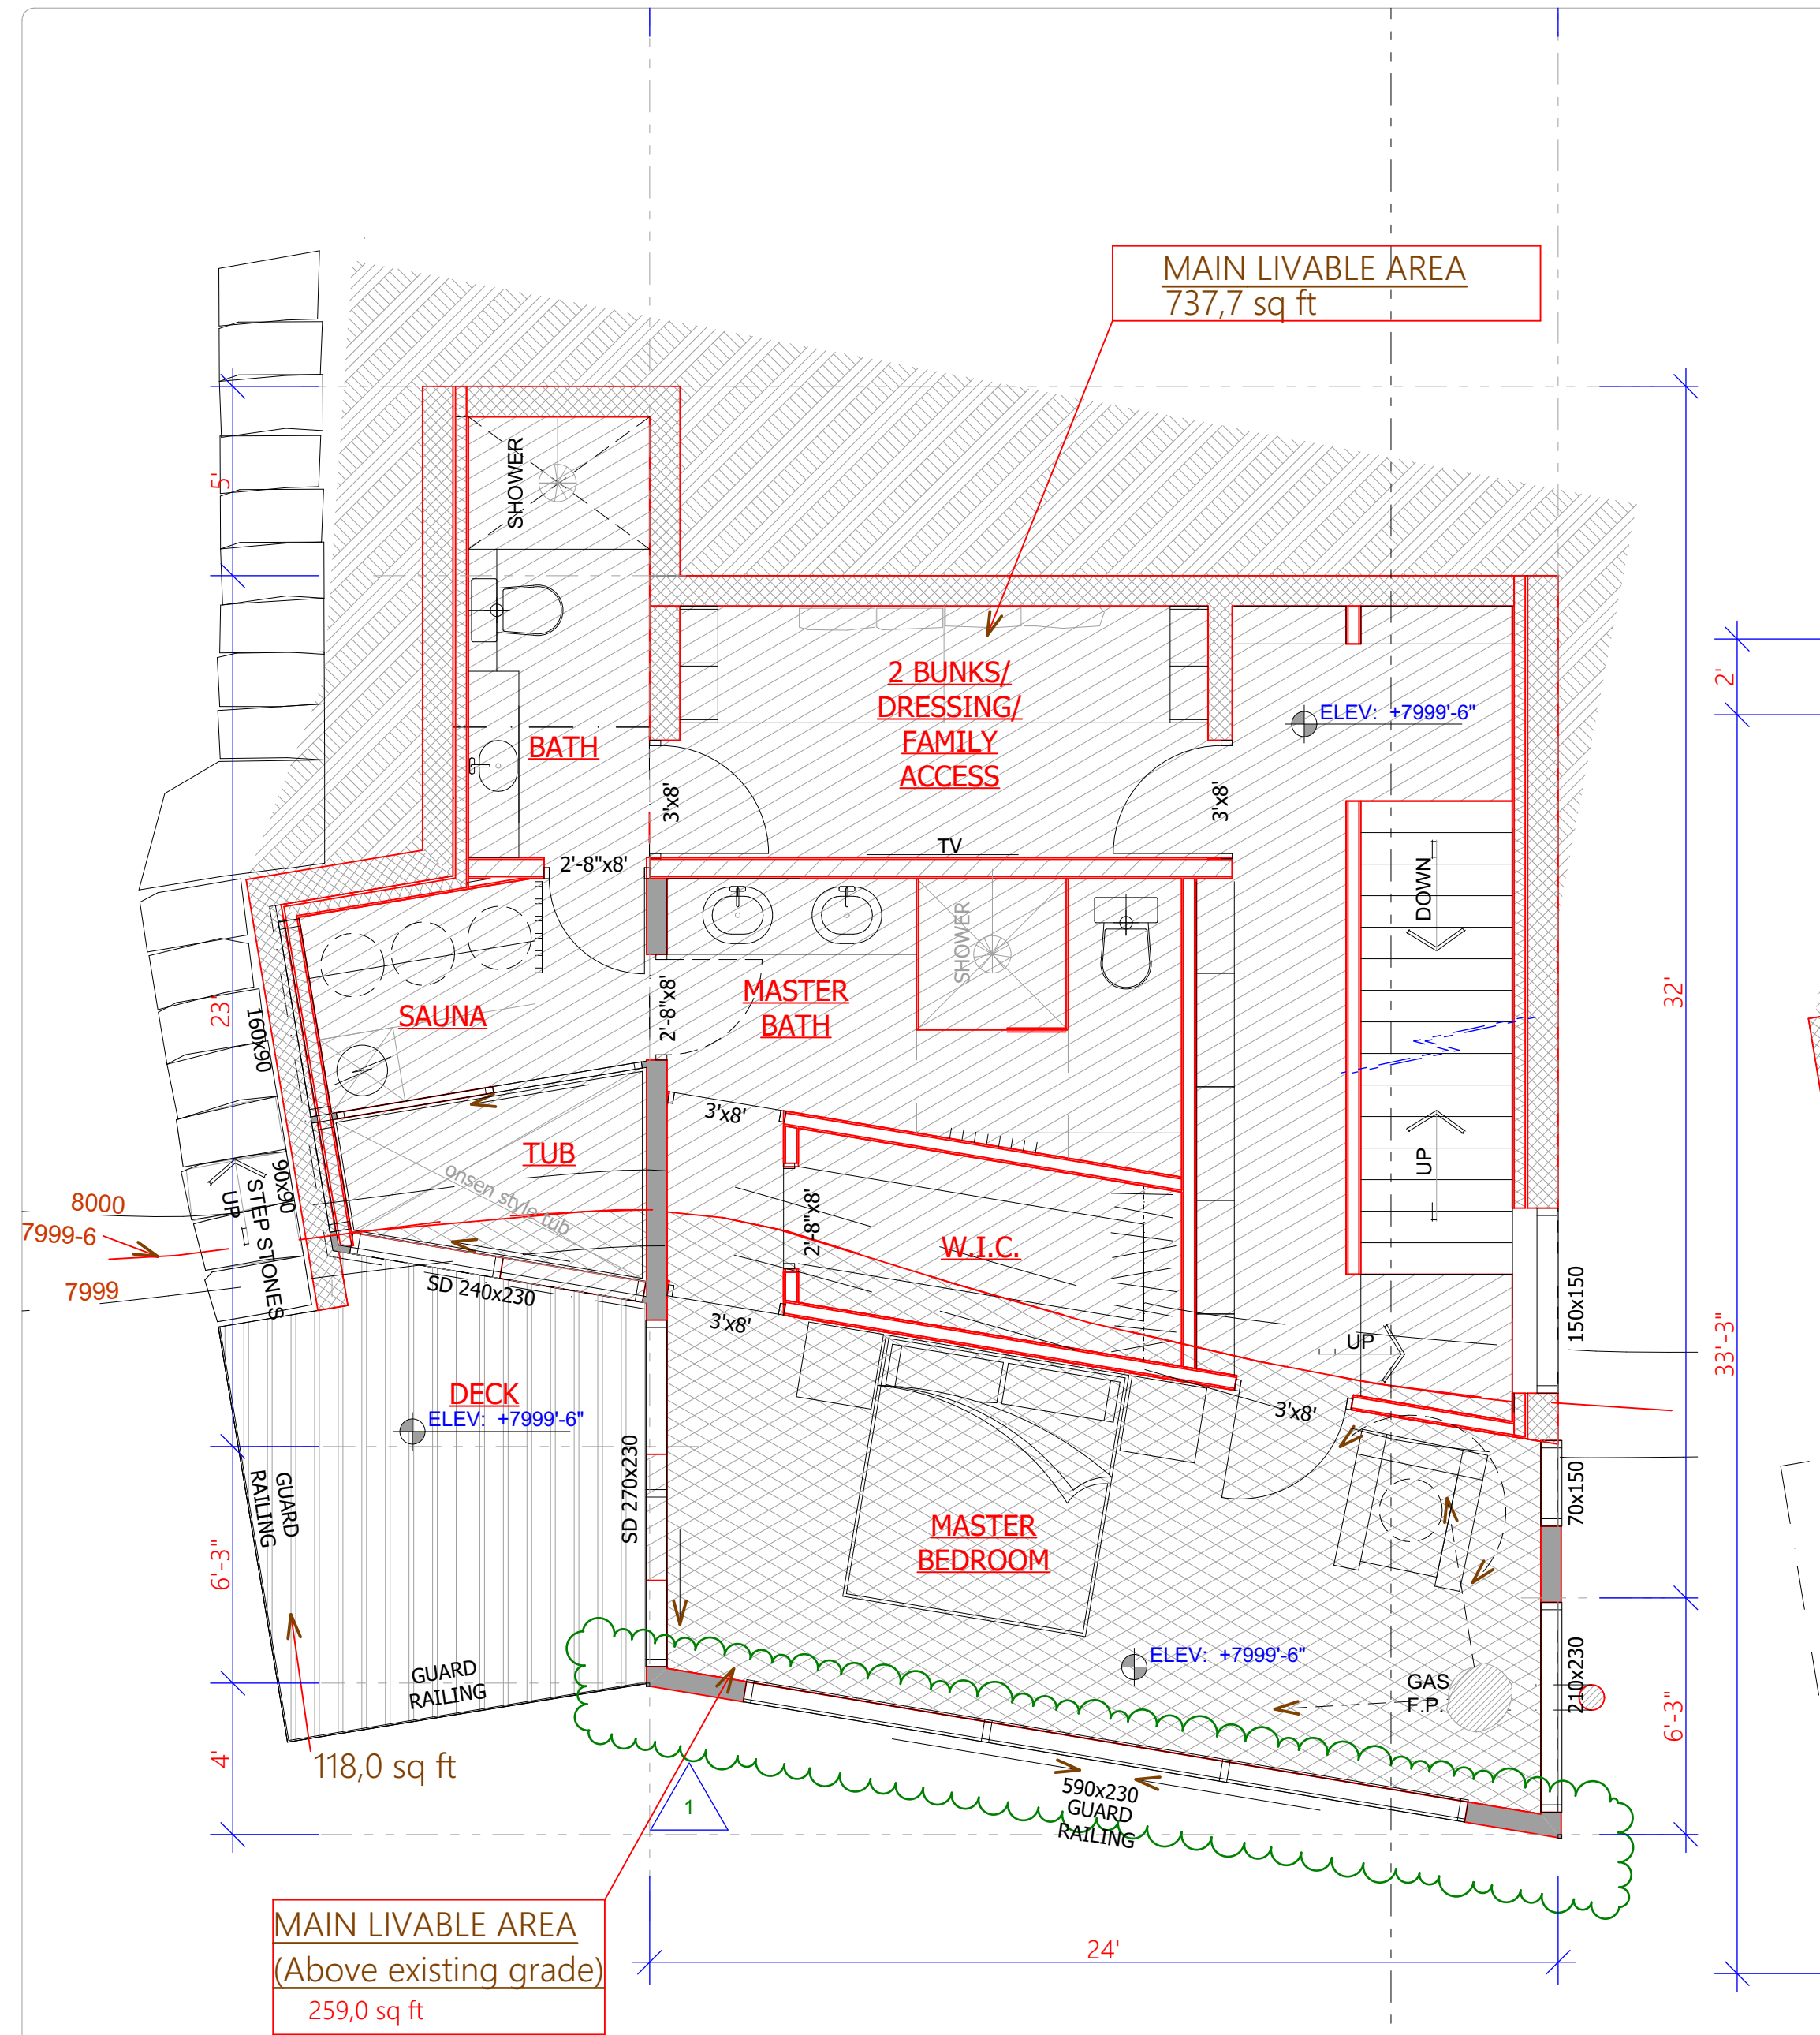 MAIN LIVABLE AREA
737,7 sq ft
5'
SHOWER
2 BUNKS/
DRESSING/
FAMILY
ACCESS
ELEV: +7999'-6"
2'
BATH
3'x8'
3'x8'
TV
2'-8"x8'
DOWN
SHOWER
MASTER
BATH
2'-8"x8'
SAUNA
23'
160x90
32'
3'x8'
TUB
onsen style tub
UP
90x90
UP
STEP STONES
8000
7999-6
7999
2'-8"x8'
W.I.C.
SD 240x230
3'x8'
150x150
UP
33'-3"
DECK
ELEV: +7999'-6"
3'x8'
GUARD
RAILING
SD 270x230
70x150
MASTER
BEDROOM
6'-3"
ELEV: +7999'-6"
GUARD
RAILING
GAS
F.P.
210x230
6'-3"
4'
118,0 sq ft
590x230
GUARD
RAILING
1
MAIN LIVABLE AREA
(Above existing grade)
259,0 sq ft
24'